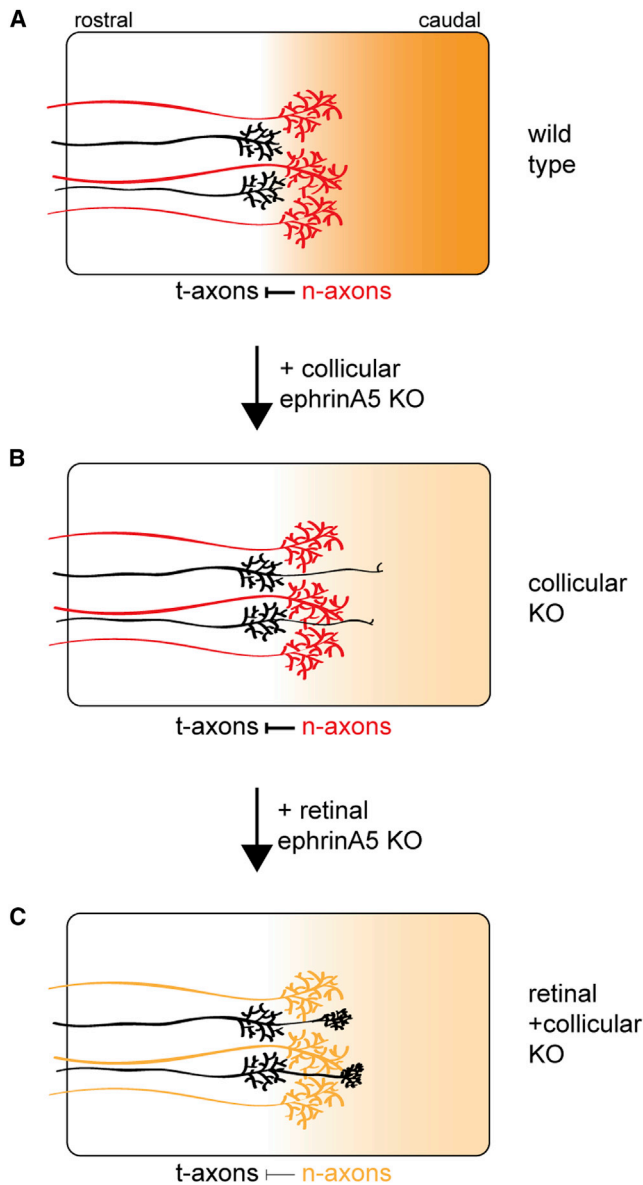 A
rostral
caudal
wild
type
t-axons n-axons
+ collicular
ephrinA5 KO
B
collicular
KO
t-axons n-axons
+ retinal
ephrinA5 KO
C
retinal
+collicular
KO
t-axons n-axons